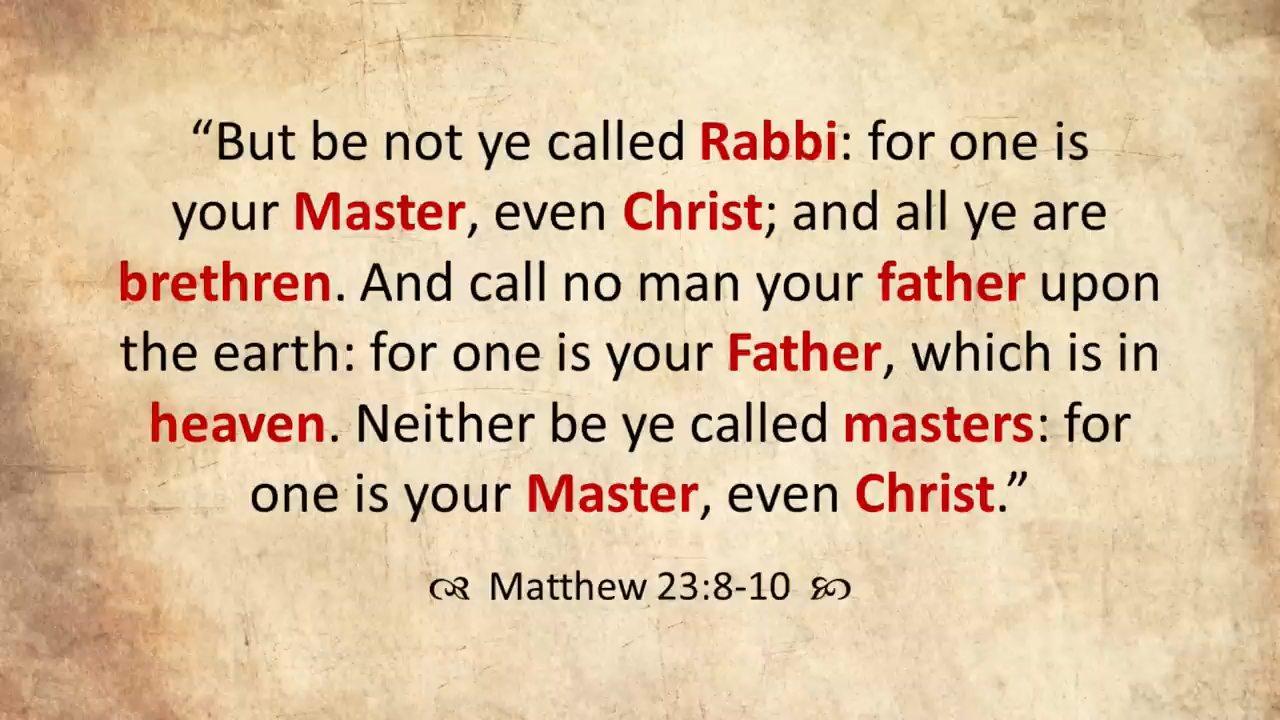 “But be not ye called Rabbi: for one is
your Master, even Christ; and all ye are
brethren. And call no man your father upon
the earth: for one is your Father, which is in
heaven. Neither be ye called masters: for
one is your Master, even Christ.”
Matthew 23:8-10